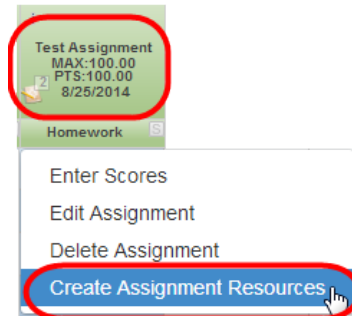 Test Assignment
MAX:100.00
PTS:100.00
2
8/25/2014
Homework S
Enter Scores
Edit Assignment
Delete Assignment
Create Assignment Resources